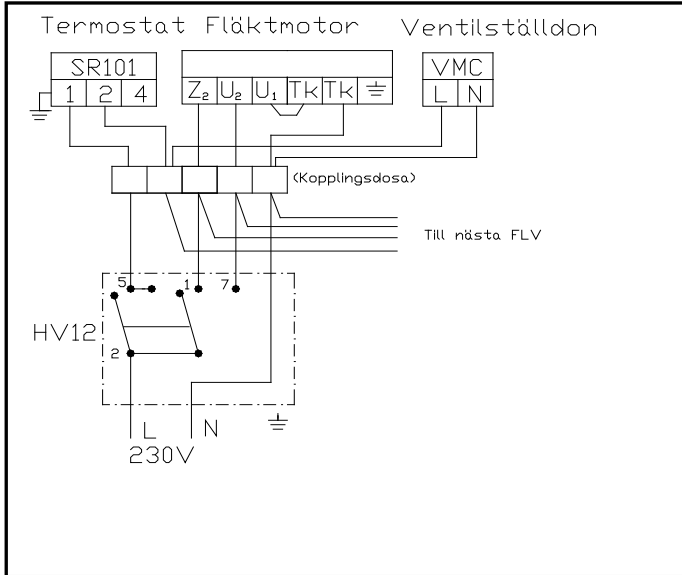 Termostat Fläktmotor Ventilställdon
SR101 VMC
1 2 4 Z₂ U₂ U₁ Tk Tk L N
(Kopplingsdosa)
Till nästa FLV
5 1 7
HV12
2
L N
230V